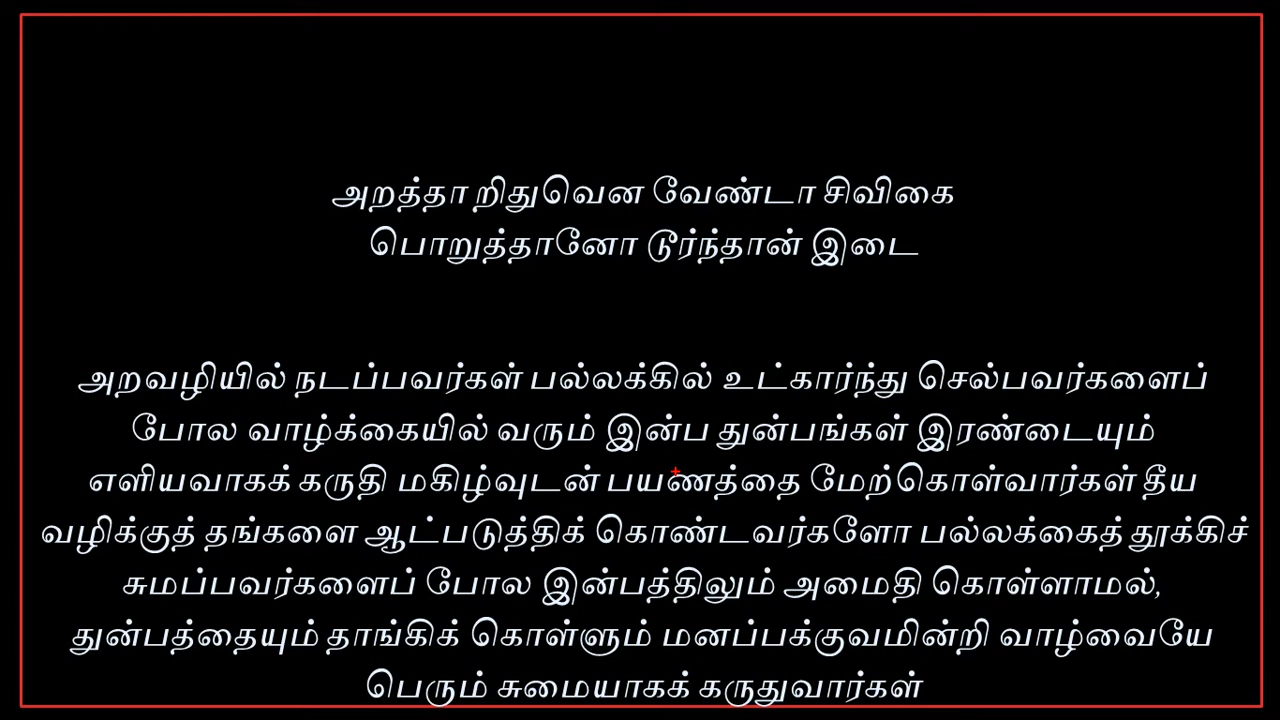 அறத்தா றிதுவென வேண்டா சிவிகை
பொறுத்தானோ டூர்ந்தான் இடை
அறவழியில் நடப்பவர்கள் பல்லக்கில் உட்கார்ந்து செல்பவர்களைப்
போல வாழ்க்கையில் வரும் இன்ப துன்பங்கள் இரண்டையும்
எளியவாகக் கருதி மகிழ்வுடன் பயணத்தை மேற்கொள்வார்கள் தீய
வழிக்குத் தங்களை ஆட்படுத்திக் கொண்டவர்களோ பல்லக்கைத் தூக்கிச்
சுமப்பவர்களைப் போல இன்பத்திலும் அமைதி கொள்ளாமல்,
துன்பத்தையும் தாங்கிக் கொள்ளும் மனப்பக்குவமின்றி வாழ்வையே
பெரும் சுமையாகக் கருதுவார்கள்